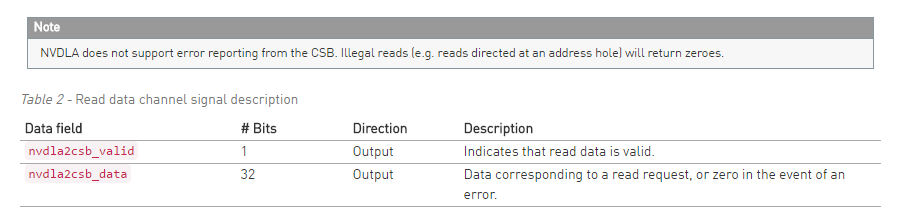 Note
NVDLA does not support error reporting from the CSB. Illegal reads (e.g. reads directed at an address hole) will return zeroes.
Table 2 - Read data channel signal description
Data field # Bits Direction Description
nvdla2csb_valid 1 Output Indicates that read data is valid.
nvdla2csb_data 32 Output Data corresponding to a read request, or zero in the event of an
error.